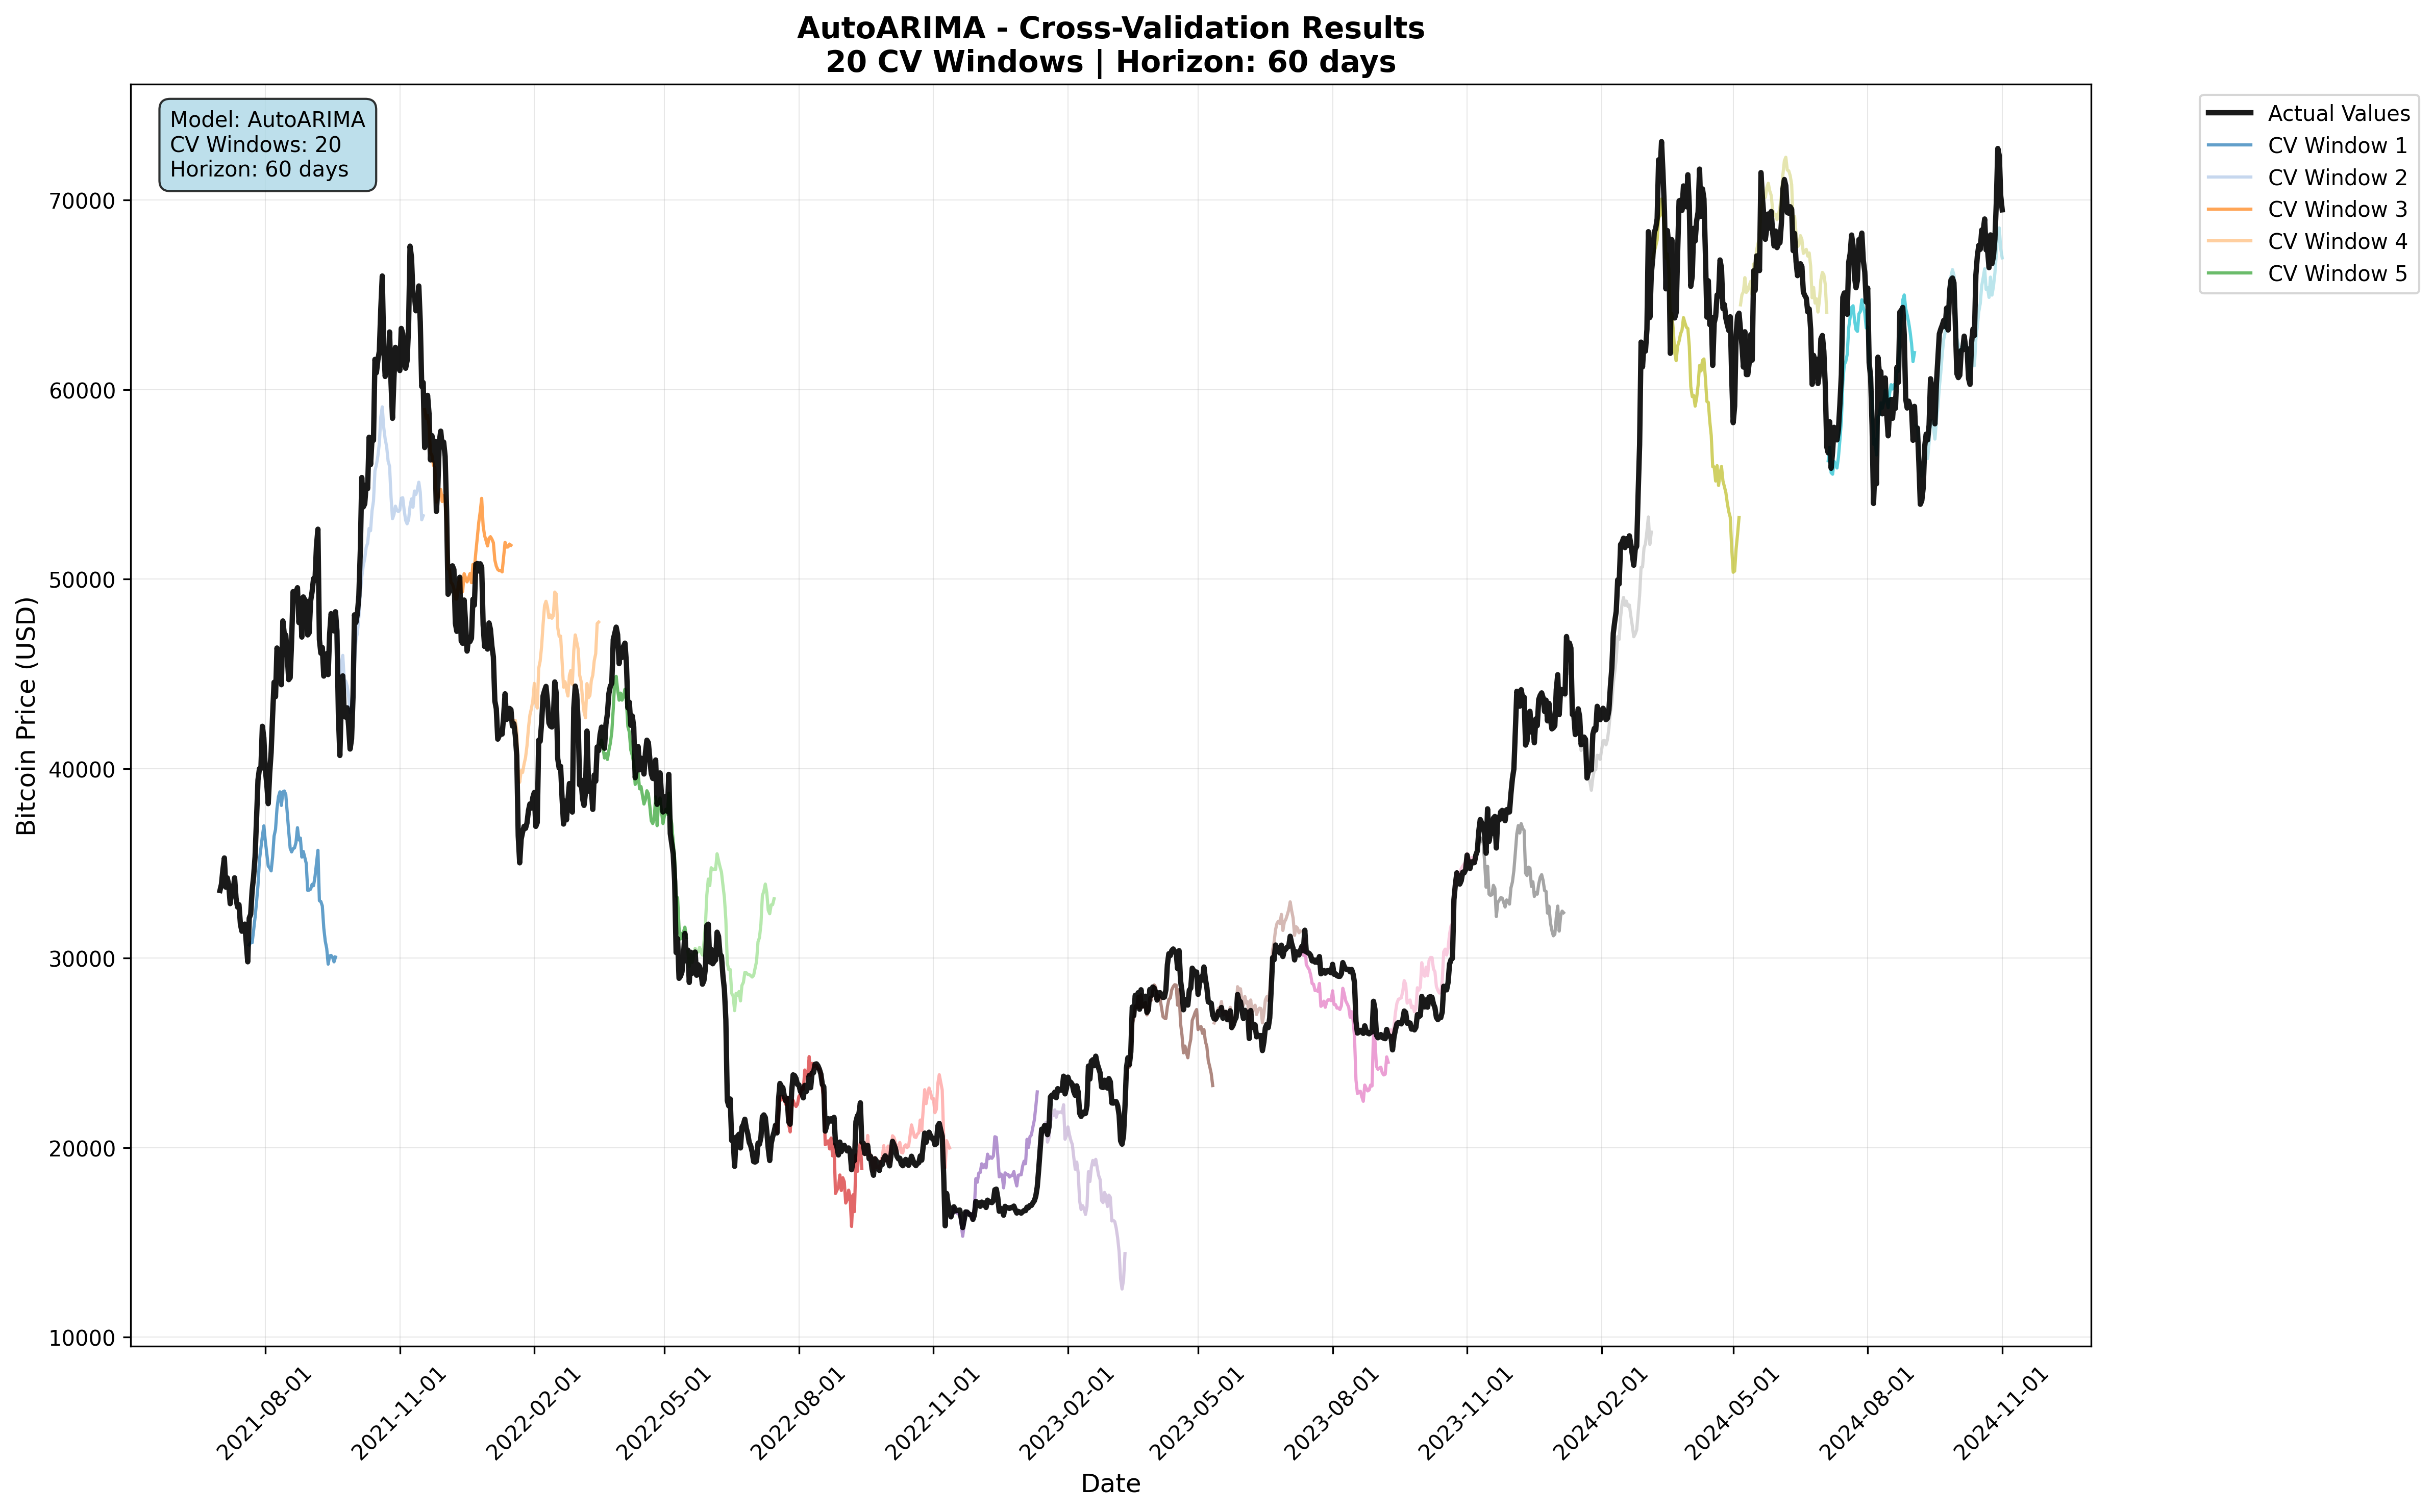 AutoARIMA - Cross-Validation Results
20 CV Windows | Horizon: 60 days
Model: AutoARIMA
CV Windows: 20
Horizon: 60 days
Actual Values
CV Window 1
CV Window 2
CV Window 3
CV Window 4
CV Window 5
Bitcoin Price (USD)
70000
60000
50000
40000
30000
20000
10000
2021-08-01
2021-11-01
2022-02-01
2022-05-01
2022-08-01
2022-11-01
2023-02-01
2023-05-01
2023-08-01
2023-11-01
2024-02-01
2024-05-01
2024-08-01
2024-11-01
Date